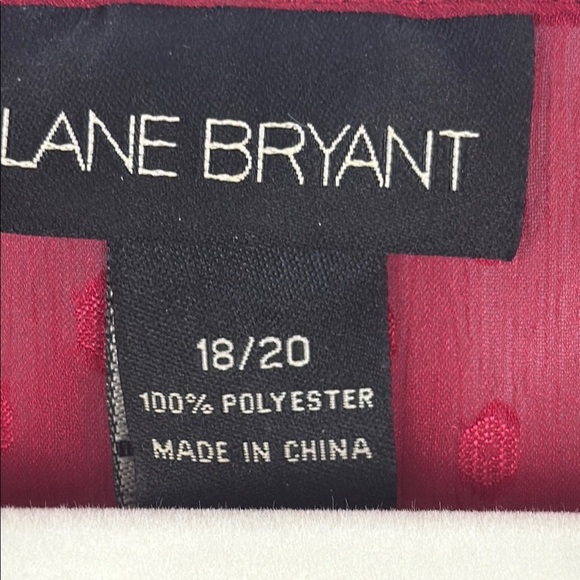 LANE BRYANT
18/20
100% POLYESTER
MADE IN CHINA